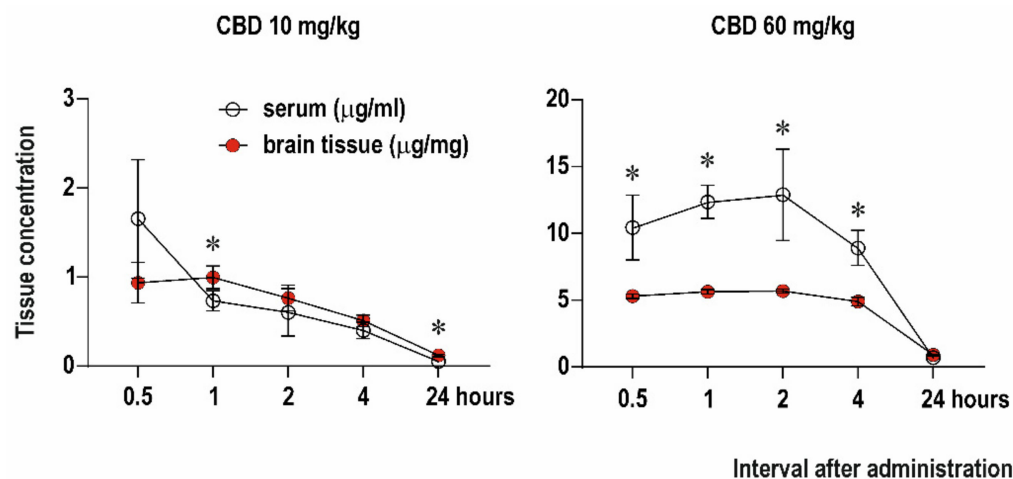 CBD 10 mg/kg
CBD 60 mg/kg
Tissue concentration
3
2
1
0
serum (μg/ml)
brain tissue (μg/mg)
*
*
0.5 1 2 4 24 hours
20
15
10
5
0
*
*
*
*
0.5 1 2 4 24 hours
Interval after administration